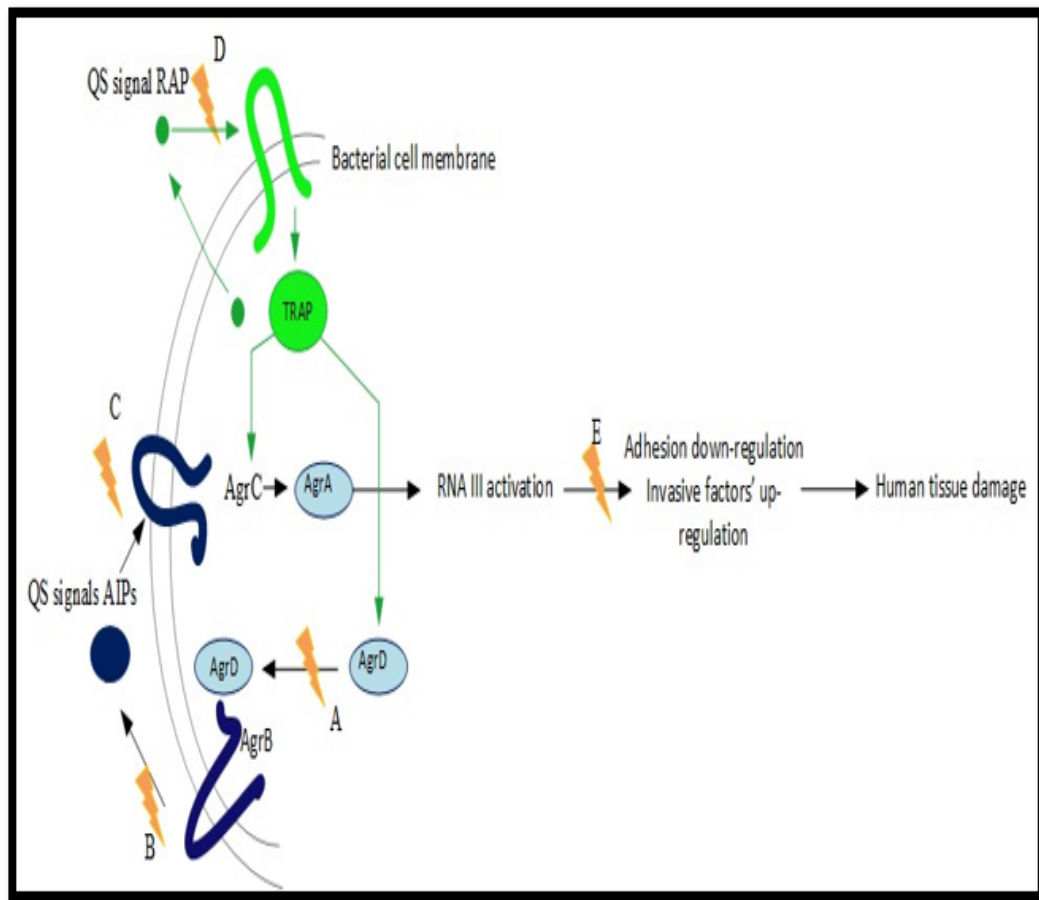 D
QS signal RAP
Bacterial cell membrane
TRAP
C
E
Adhesion down-regulation
AgrC
AgrA
RNA III activation
Invasive factors' up-
regulation
Human tissue damage
QS signals AIPs
AgrD
AgrD
A
AgrB
B